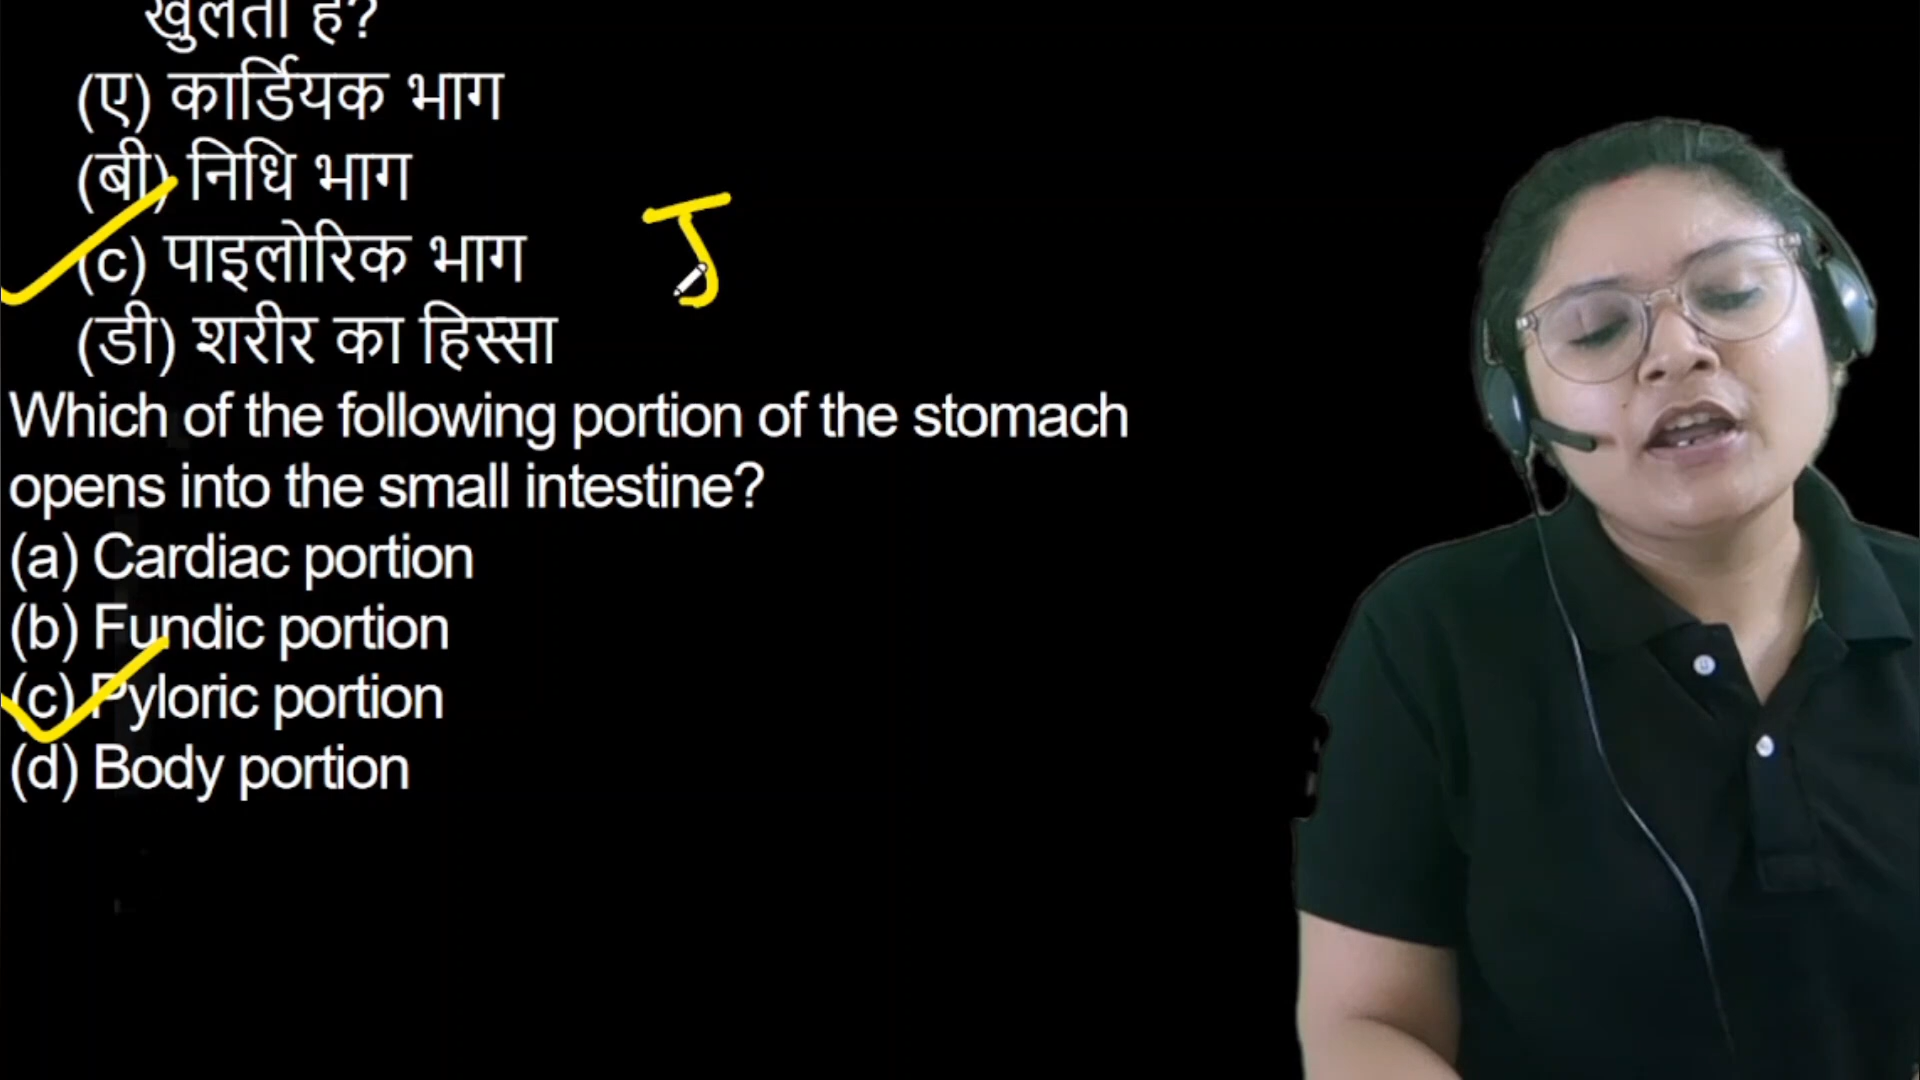 खुलता है?
(ए) कार्डियक भाग
(बी) निधि भाग
(c) पाइलोरिक भाग
J
(डी) शरीर का हिस्सा
Which of the following portion of the stomach
opens into the small intestine?
(a) Cardiac portion
(b) Fundic portion
(c) Pyloric portion
(d) Body portion